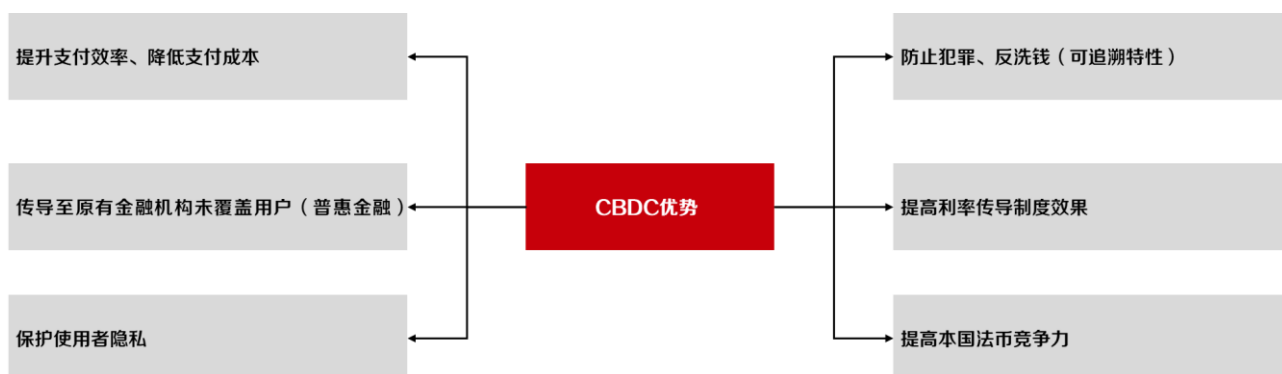 提升支付效率、降低支付成本
传导至原有金融机构未覆盖用户（普惠金融）
保护使用者隐私
CBDC优势
防止犯罪、反洗钱（可追溯特性）
提高利率传导制度效果
提高本国法币竞争力